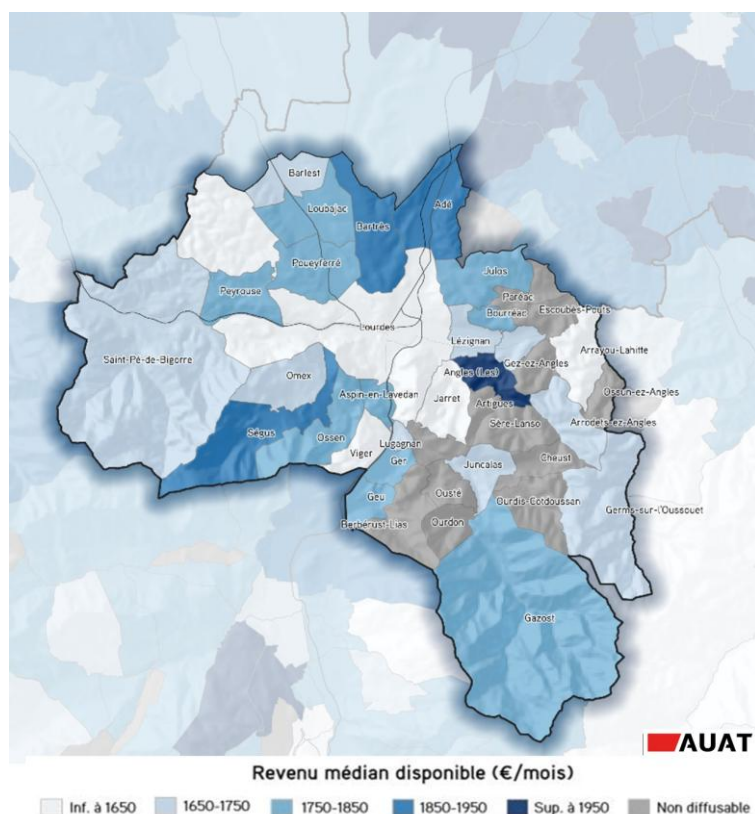 Barlest
Loubajac
Bartrès
Adé
Poueyferré
Julos
Peyrouse
Paréac
Escoubès-Pouts
Bourréac
Lourdes
Lézignan
Arrayou-Lahitte
Saint-Pé-de-Bigorre
Gez-ez-Angles
Angles (Les)
Omex
Aspin-en-Lavedan
Jarret
Ossun-ez-Angles
Artigues
Arrodets-ez-Angles
Ségus
Ossen
Lugagnan
Sère-Lanso
Viger
Ger
Juncalas
Cheust
Geu
Ousté
Ourdis-Cotdoussan
Germs-sur-l'Oussouet
Berbérust-Lias
Ourdon
Gazost
AUAT
Revenu médian disponible (€/mois)
Inf. à 1650 1650-1750 1750-1850 1850-1950 Sup. à 1950 Non diffusable